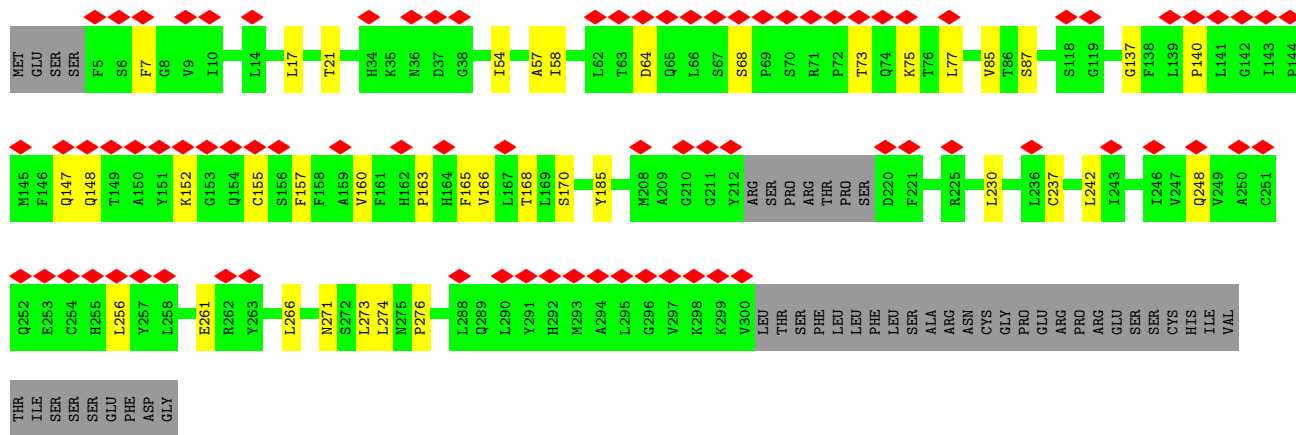 MET GLU SER SER F5 S6 F7 G8 V9 I10 L14 L17 T21 H34 K35 N36 D37 G38 I54 A57 I58 L62 T63 D64 Q65 L66 S67 S68 P69 S70 R71 P72 T73 Q74 K75 T76 L77 V85 T86 S87 S118 G119 G137 F138 L139 P140 L141 G142 I143 P144
M145 F146 Q147 Q148 T149 A150 Y151 K152 G153 Q154 C155 S156 F157 F158 A159 V160 F161 H162 P163 H164 F165 V166 L167 T168 L169 S170 Y185 M208 A209 G210 G211 Y212 ARG SER PRO ARG THR PRO SER D220 F221 R225 L230 L236 C237 L242 I243 I246 V247 Q248 V249 A250 C251
Q252 E253 C254 H255 L256 Y257 L258 E261 R262 Y263 L266 N271 S272 L273 L274 N275 P276 L288 Q289 L290 Y291 H292 M293 A294 L295 G296 V297 K298 K299 V300 LEU THR SER PHE LEU LEU PHE LEU SER ALA ARG ASN CYS GLY PRO GLU ARG PRO ARG GLU SER SER CYS HIS ILE VAL
THR ILE SER SER SER GLU PHE ASP GLY